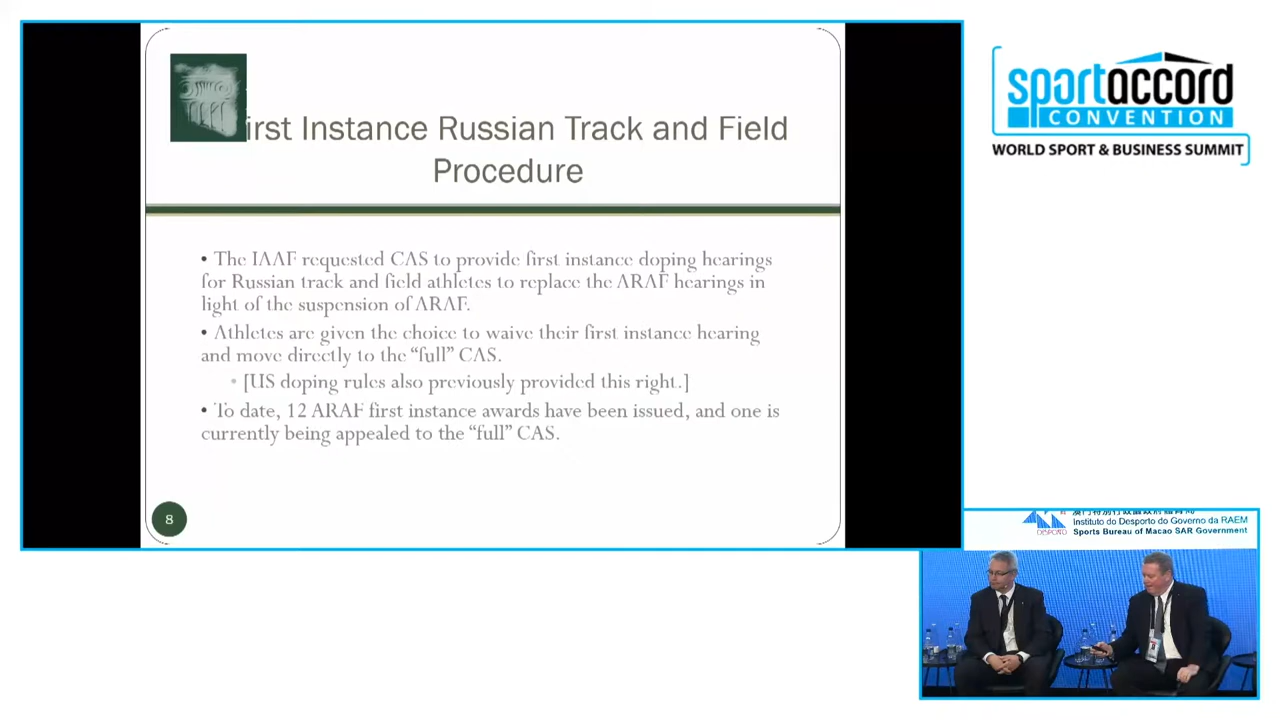 irst Instance Russian Track and Field
Procedure
• The IAAF requested CAS to provide first instance doping hearings
for Russian track and field athletes to replace the ARAF hearings in
light of the suspension of ARAF.
• Athletes are given the choice to waive their first instance hearing
and move directly to the “full” CAS.
• [US doping rules also previously provided this right.]
• To date, 12 ARAF first instance awards have been issued, and one is
currently being appealed to the “full” CAS.
8
sportaccord
CONVENTION
WORLD SPORT & BUSINESS SUMMIT
DESPORTO
Instituto do Desporto do Governo da RAEM
Sports Bureau of Macao SAR Government